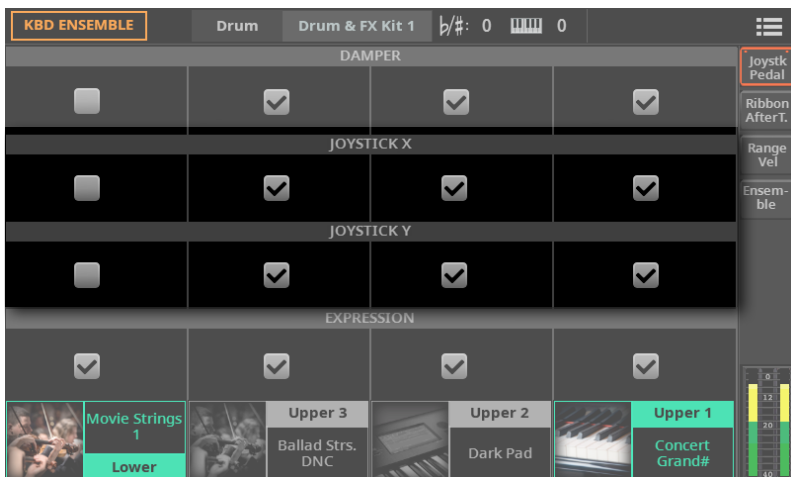 KBD ENSEMBLE Drum Drum & FX Kit 1 ♭/#: 0 0
DAMPER
Joystk
Pedal
Ribbon
AfterT.
JOYSTICK X
Range
Vel
Ensem-
ble
JOYSTICK Y
EXPRESSION
0
12
20
40
Movie Strings
1
Lower
Upper 3
Ballad Strs.
DNC
Upper 2
Dark Pad
Upper 1
Concert
Grand#